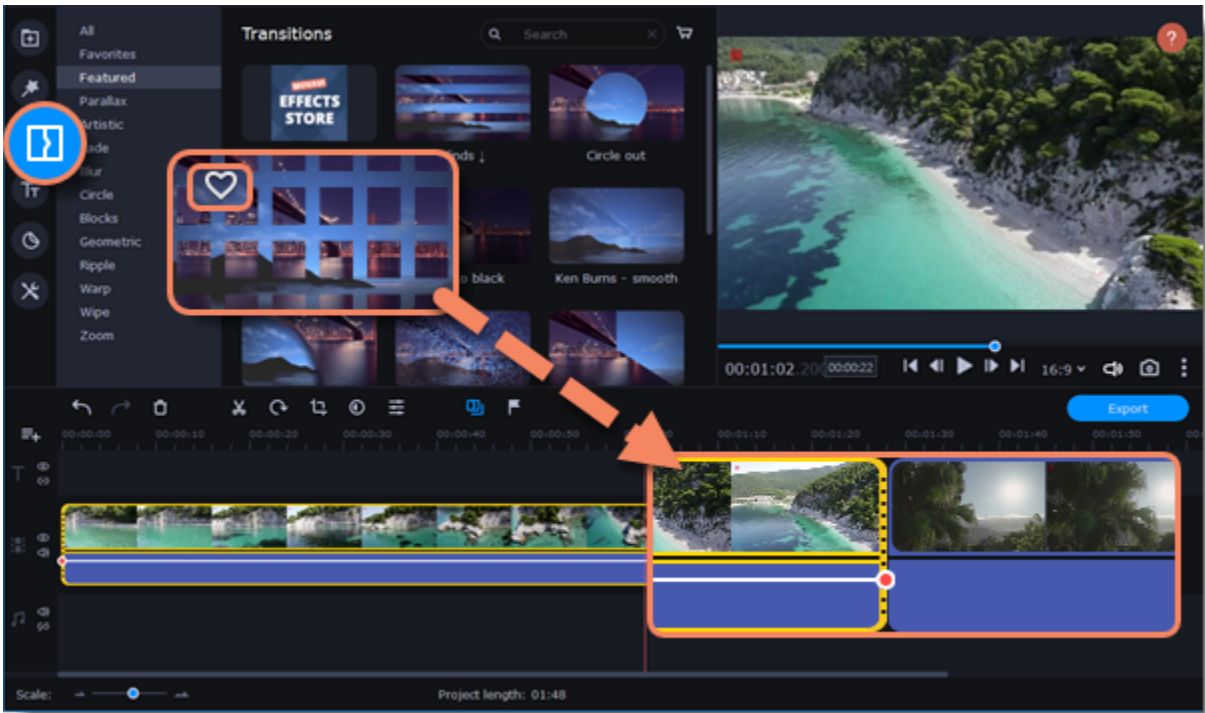 All
Favorites
Featured
Parallax
Artistic
Circle
Blocks
Geometric
Ripple
Warp
Wipe
Zoom
Transitions
Search
MOVAVI
EFFECTS
STORE
Circle out
black
Ken Burns - smooth
?
00:01:02
00:00:22
16:9
Export
00:00:00 00:00:10 00:00:20 00:00:30 00:00:40 00:00:50 00:01:10 00:01:20 00:01:30 00:01:40 00:01:50
Scale:
Project length: 01:48